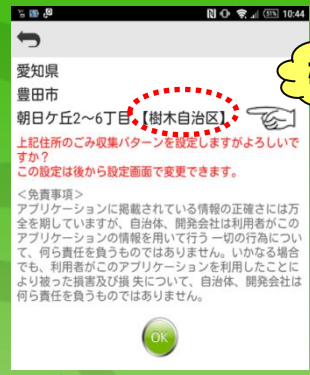 31% 10:44
愛知県
豊田市
朝日ケ丘2～6丁目【樹木自治区】
上記住所のごみ収集パターンを設定しますがよろしいで
すか？
この設定は後から設定画面で変更できます。
＜免責事項＞
アプリケーションに掲載されている情報の正確さには万
全を期していますが、自治体、開発会社は利用者がこの
アプリケーションの情報を用いて行う一切の行為につい
て、何ら責任を負うものではありません。いかなる場合
でも、利用者がこのアプリケーションを利用したことに
より被った損害及び損 失について、自治体、開発会社は
何ら責任を負うものではありません。
OK